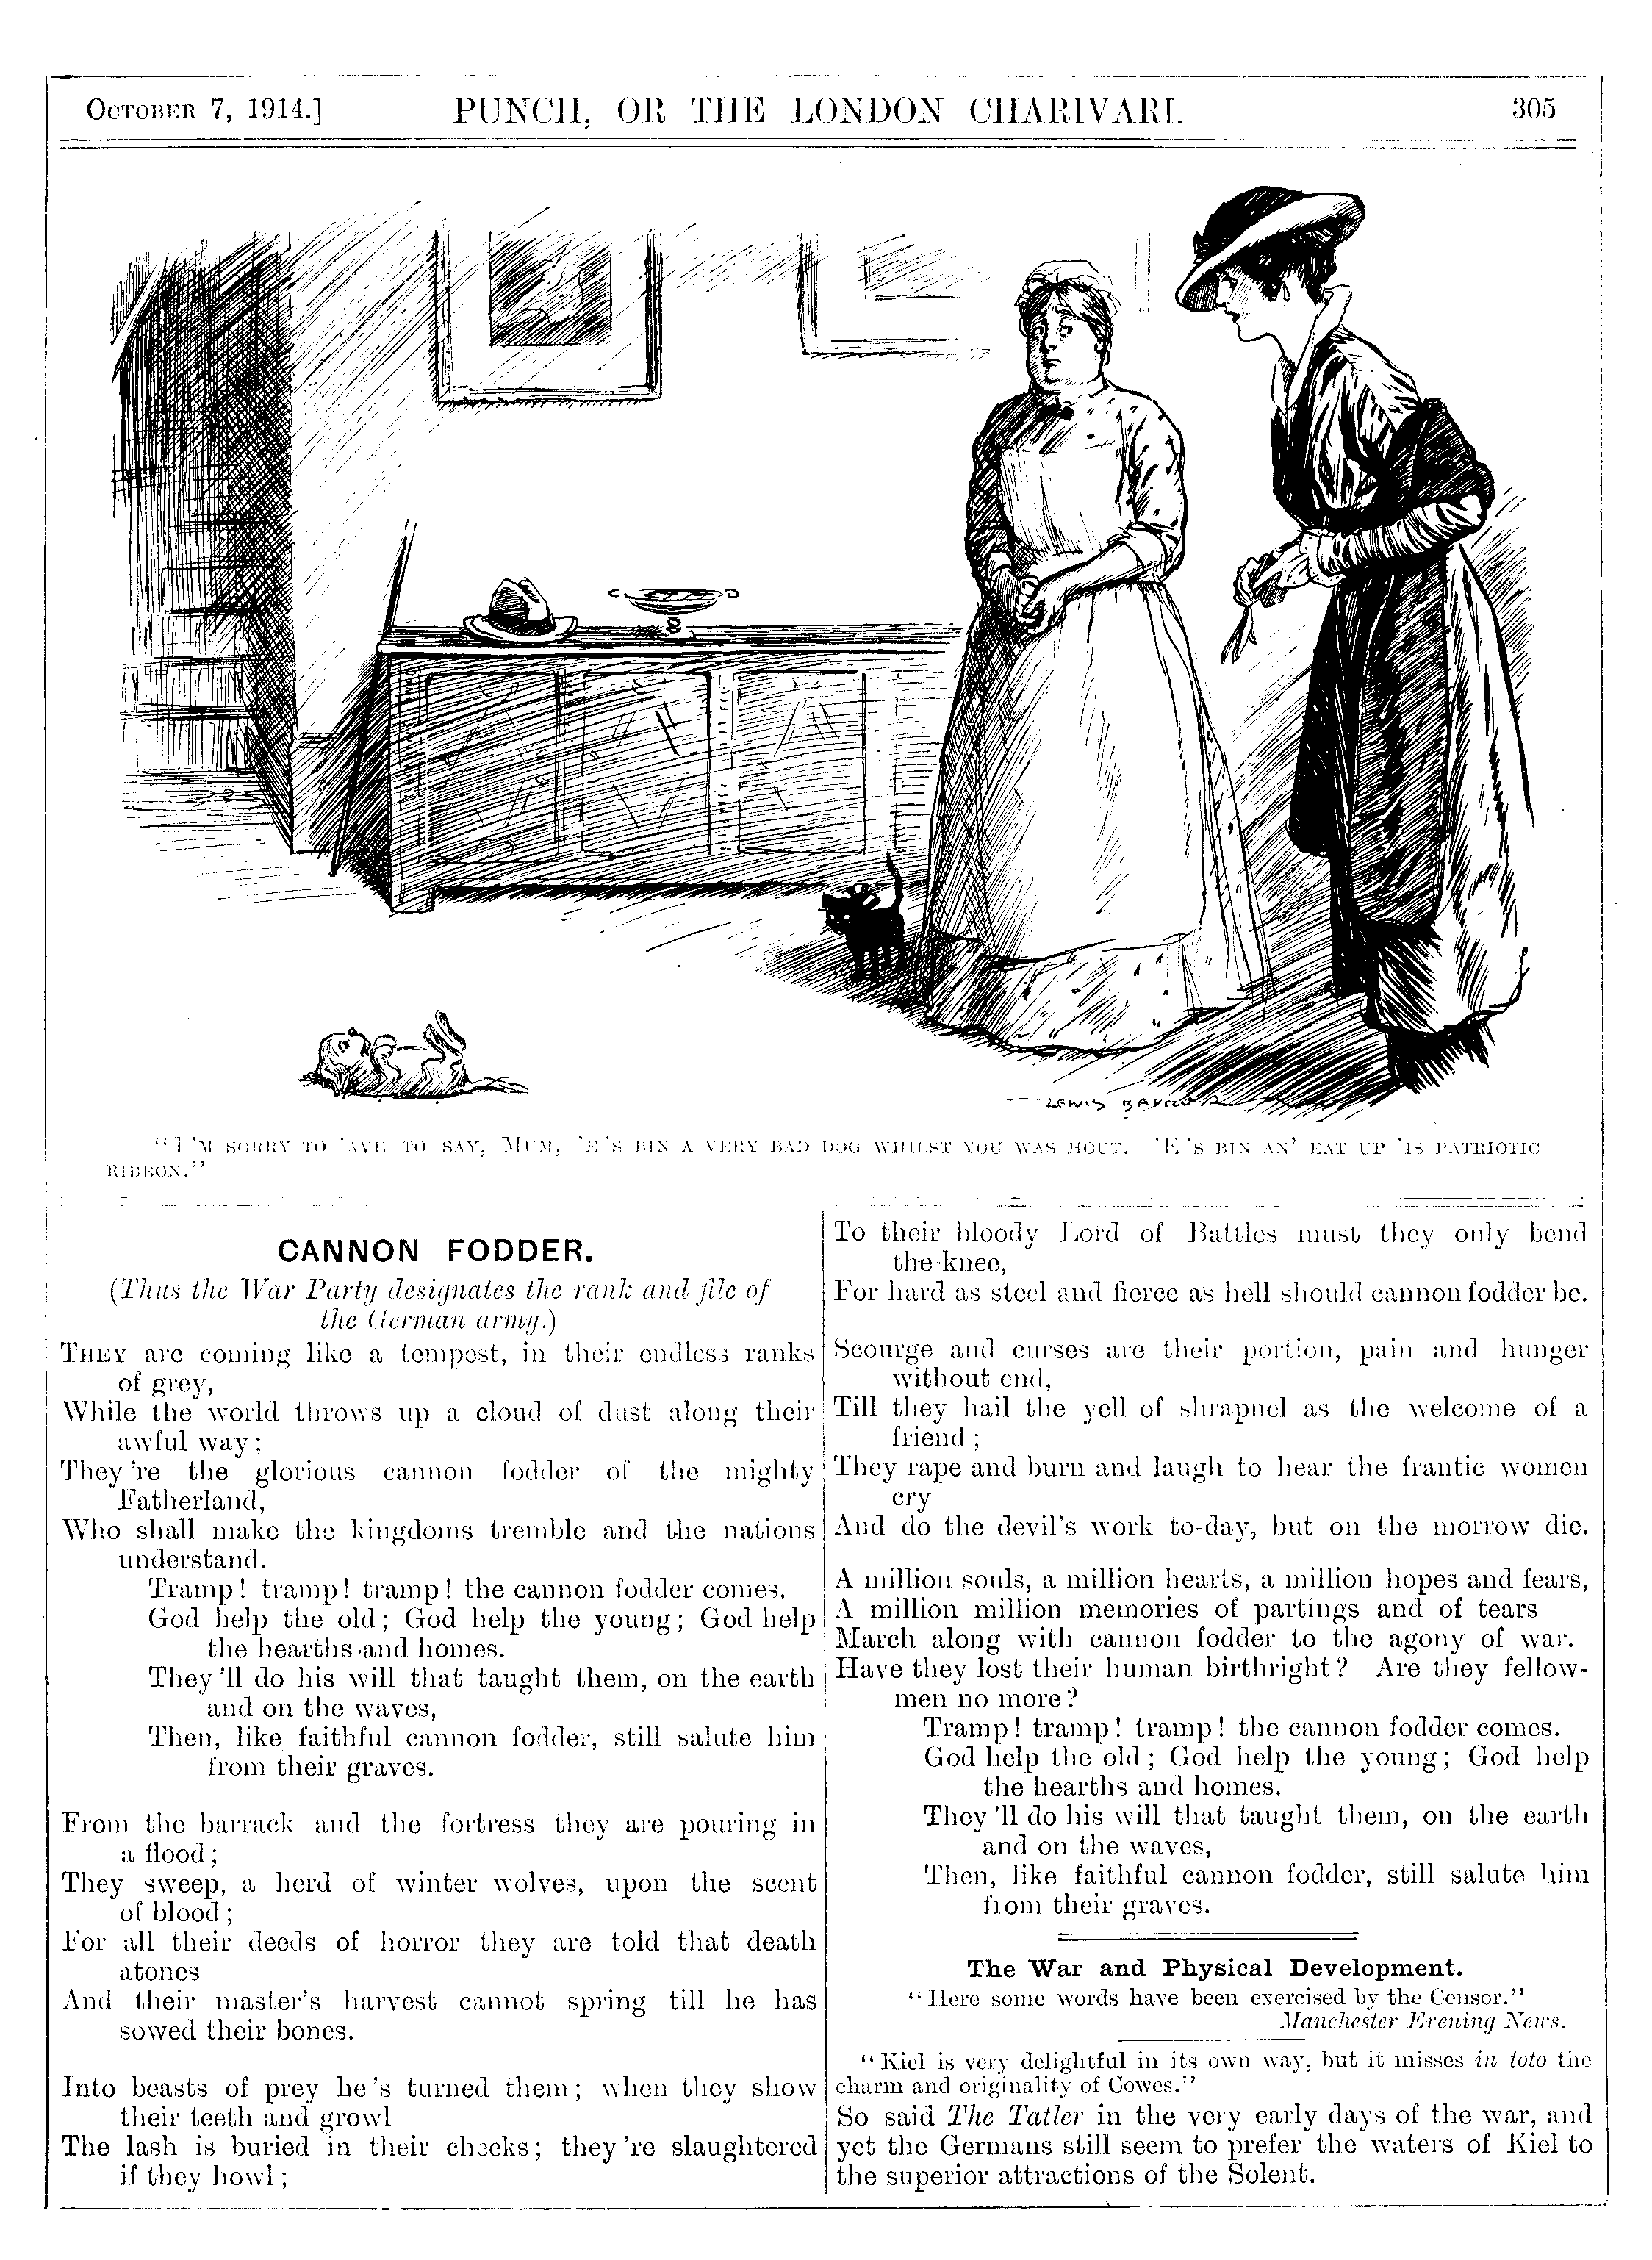 October 7, 1914.] PUNCH, OR THE LONDON CHARIVARI. 305
Lewis Baumer
"I'm sorry to 'ave to say, Mum, 'e's bin a very bad dog whilst you was hout. 'E's bin an' eat up 'is patriotic
ribbon."
CANNON FODDER.
(Thus the War Party designates the rank and file of
the German army.)
They are coming like a tempest, in their endless ranks
of grey,
While the world throws up a cloud of dust along their
awful way;
They're the glorious cannon fodder of the mighty
Fatherland,
Who shall make the kingdoms tremble and the nations
understand.
Tramp! tramp! tramp! the cannon fodder comes.
God help the old; God help the young; God help
the hearths and homes.
They'll do his will that taught them, on the earth
and on the waves,
Then, like faithful cannon fodder, still salute him
from their graves.
From the barrack and the fortress they are pouring in
a flood;
They sweep, a herd of winter wolves, upon the scent
of blood;
For all their deeds of horror they are told that death
atones
And their master's harvest cannot spring till he has
sowed their bones.
Into beasts of prey he's turned them; when they show
their teeth and growl
The lash is buried in their cheeks; they're slaughtered
if they howl;
To their bloody Lord of Battles must they only bend
the knee,
For hard as steel and fierce as hell should cannon fodder be.
Scourge and curses are their portion, pain and hunger
without end,
Till they hail the yell of shrapnel as the welcome of a
friend;
They rape and burn and laugh to hear the frantic women
cry
And do the devil's work to-day, but on the morrow die.
A million souls, a million hearts, a million hopes and fears,
A million million memories of partings and of tears
March along with cannon fodder to the agony of war.
Have they lost their human birthright? Are they fellow-
men no more?
Tramp! tramp! tramp! the cannon fodder comes.
God help the old; God help the young; God help
the hearths and homes.
They'll do his will that taught them, on the earth
and on the waves,
Then, like faithful cannon fodder, still salute him
from their graves.
The War and Physical Development.
"Here some words have been exercised by the Censor."
Manchester Evening News.
"Kiel is very delightful in its own way, but it misses in toto the
charm and originality of Cowes."
So said The Tatler in the very early days of the war, and
yet the Germans still seem to prefer the waters of Kiel to
the superior attractions of the Solent.